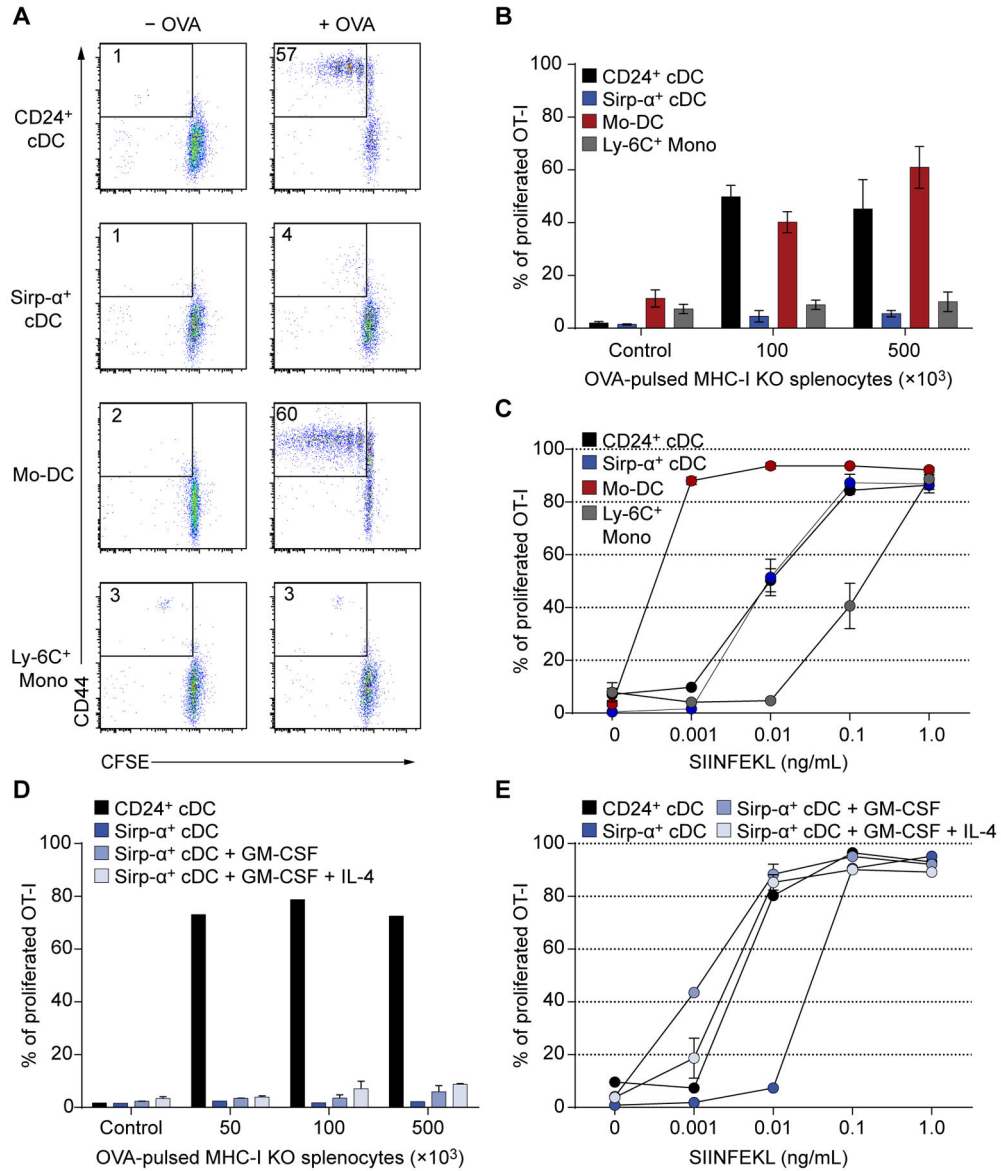 A
− OVA
+ OVA
CD24⁺
cDC
1
57
Sirp-α⁺
cDC
1
4
Mo-DC
2
60
Ly-6C⁺
Mono
3
3
CD44
CFSE
B
CD24⁺ cDC
Sirp-α⁺ cDC
Mo-DC
Ly-6C⁺ Mono
% of proliferated OT-I
100
80
60
40
20
0
Control
100
500
OVA-pulsed MHC-I KO splenocytes (×10³)
C
CD24⁺ cDC
Sirp-α⁺ cDC
Mo-DC
Ly-6C⁺
Mono
% of proliferated OT-I
100
80
60
40
20
0
0
0.001
0.01
0.1
1.0
SIINFEKL (ng/mL)
D
CD24⁺ cDC
Sirp-α⁺ cDC
Sirp-α⁺ cDC + GM-CSF
Sirp-α⁺ cDC + GM-CSF + IL-4
% of proliferated OT-I
100
80
60
40
20
0
Control
50
100
500
OVA-pulsed MHC-I KO splenocytes (×10³)
E
CD24⁺ cDC
Sirp-α⁺ cDC + GM-CSF
Sirp-α⁺ cDC
Sirp-α⁺ cDC + GM-CSF + IL-4
% of proliferated OT-I
100
80
60
40
20
0
0
0.001
0.01
0.1
1.0
SIINFEKL (ng/mL)